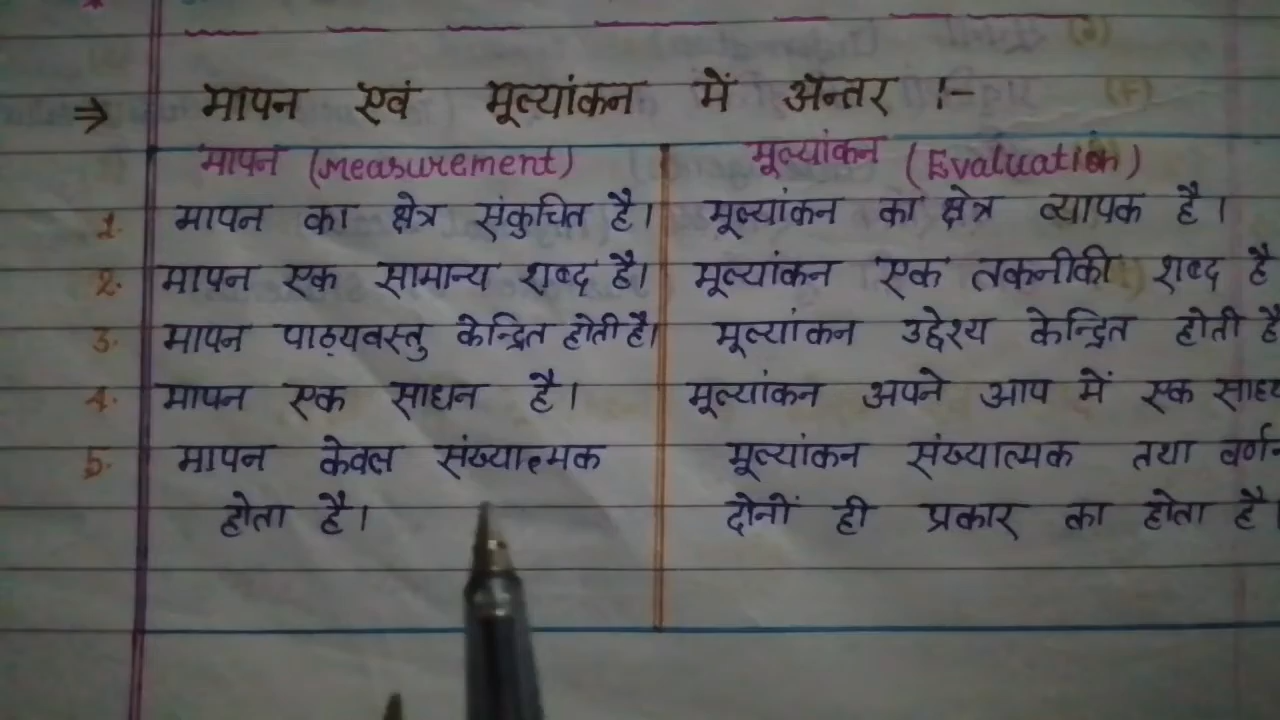 ⇒ मापन एवं मूल्यांकन में अन्तर :-
मापन (Measurement) मूल्यांकन (Evaluation)
1. मापन का क्षेत्र संकुचित है। मूल्यांकन का क्षेत्र व्यापक है।
2. मापन एक सामान्य शब्द है। मूल्यांकन एक तकनीकी शब्द है
3. मापन पाठ्यवस्तु केन्द्रित होती है। मूल्यांकन उद्देश्य केन्द्रित होती है
4. मापन एक साधन है। मूल्यांकन अपने आप में एक
5. मापन केवल संख्यात्मक मूल्यांकन संख्यात्मक तथा
होता है। दोनों ही प्रकार का होता है